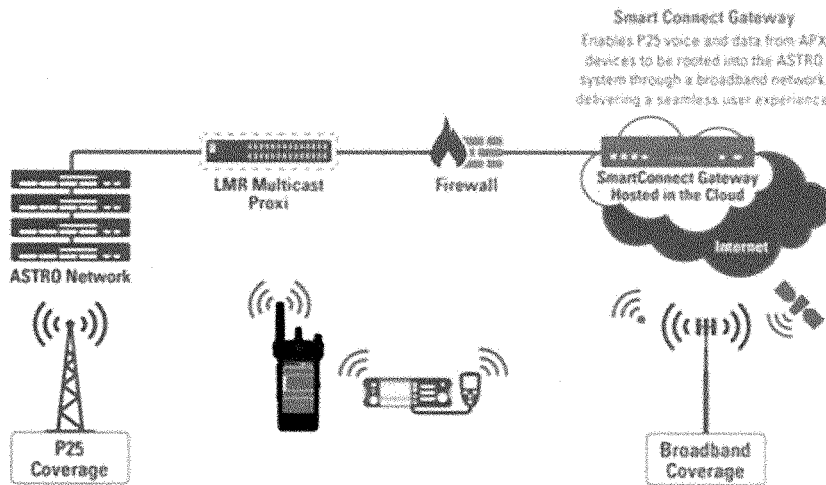 Smart Connect Gateway
Enables P25 voice and data from APX
devices to be rooted into the ASTRO
system through a broadband network,
delivering a seamless user experience
LMR Multicast
Proxi
Firewall
SmartConnect Gateway
Hosted in the Cloud
Internet
ASTRO Network
P25
Coverage
Broadband
Coverage